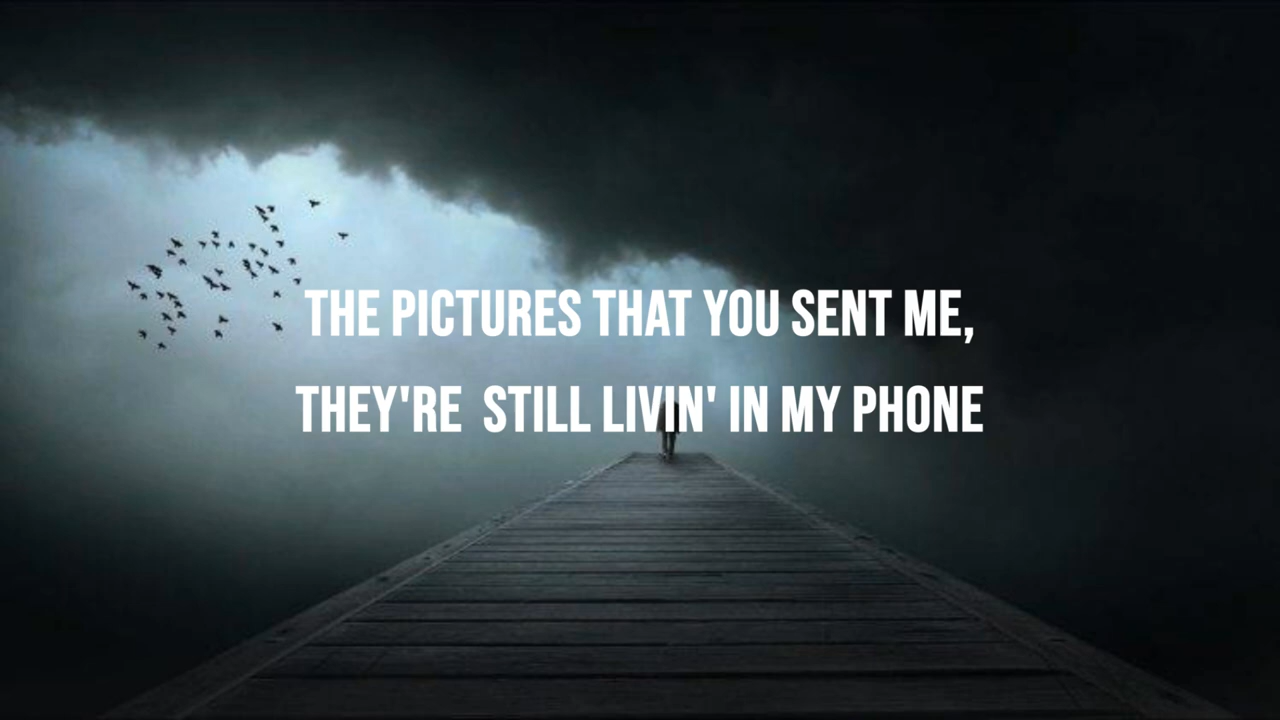 THE PICTURES THAT YOU SENT ME,
THEY'RE  STILL LIVIN' IN MY PHONE